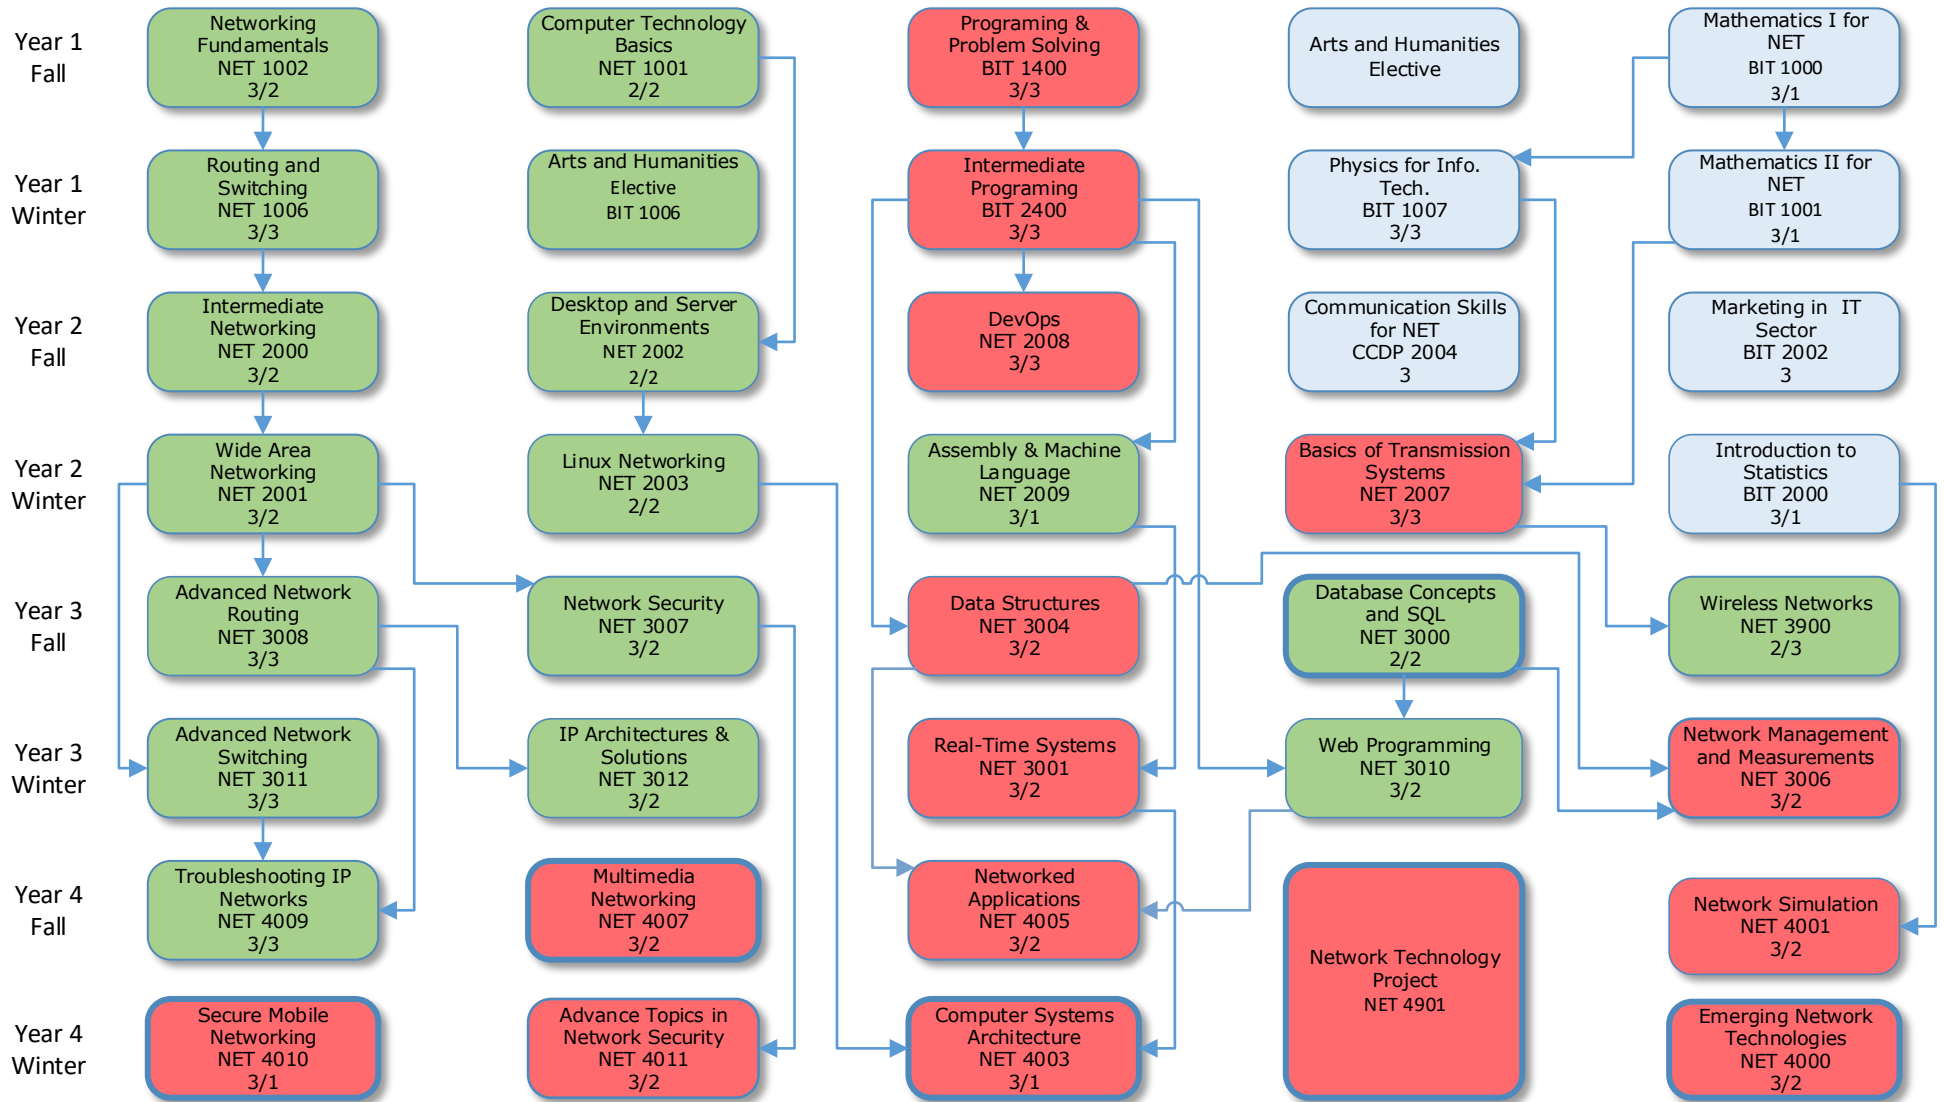 Year 1
Fall
Networking
Fundamentals
NET 1002
3/2
Computer Technology
Basics
NET 1001
2/2
Programing &
Problem Solving
BIT 1400
3/3
Arts and Humanities
Elective
Mathematics I for
NET
BIT 1000
3/1
Year 1
Winter
Routing and
Switching
NET 1006
3/3
Arts and Humanities
Elective
BIT 1006
Intermediate
Programing
BIT 2400
3/3
Physics for Info.
Tech.
BIT 1007
3/3
Mathematics II for
NET
BIT 1001
3/1
Year 2
Fall
Intermediate
Networking
NET 2000
3/2
Desktop and Server
Environments
NET 2002
2/2
DevOps
NET 2008
3/3
Communication Skills
for NET
CCDP 2004
3
Marketing in IT
Sector
BIT 2002
3
Year 2
Winter
Wide Area
Networking
NET 2001
3/2
Linux Networking
NET 2003
2/2
Assembly & Machine
Language
NET 2009
3/1
Basics of Transmission
Systems
NET 2007
3/3
Introduction to
Statistics
BIT 2000
3/1
Year 3
Fall
Advanced Network
Routing
NET 3008
3/3
Network Security
NET 3007
3/2
Data Structures
NET 3004
3/2
Database Concepts
and SQL
NET 3000
2/2
Wireless Networks
NET 3900
2/3
Year 3
Winter
Advanced Network
Switching
NET 3011
3/3
IP Architectures &
Solutions
NET 3012
3/2
Real-Time Systems
NET 3001
3/2
Web Programming
NET 3010
3/2
Network Management
and Measurements
NET 3006
3/2
Year 4
Fall
Troubleshooting IP
Networks
NET 4009
3/3
Multimedia
Networking
NET 4007
3/2
Networked
Applications
NET 4005
3/2
Network Technology
Project
NET 4901
Network Simulation
NET 4001
3/2
Year 4
Winter
Secure Mobile
Networking
NET 4010
3/1
Advance Topics in
Network Security
NET 4011
3/2
Computer Systems
Architecture
NET 4003
3/1
Emerging Network
Technologies
NET 4000
3/2